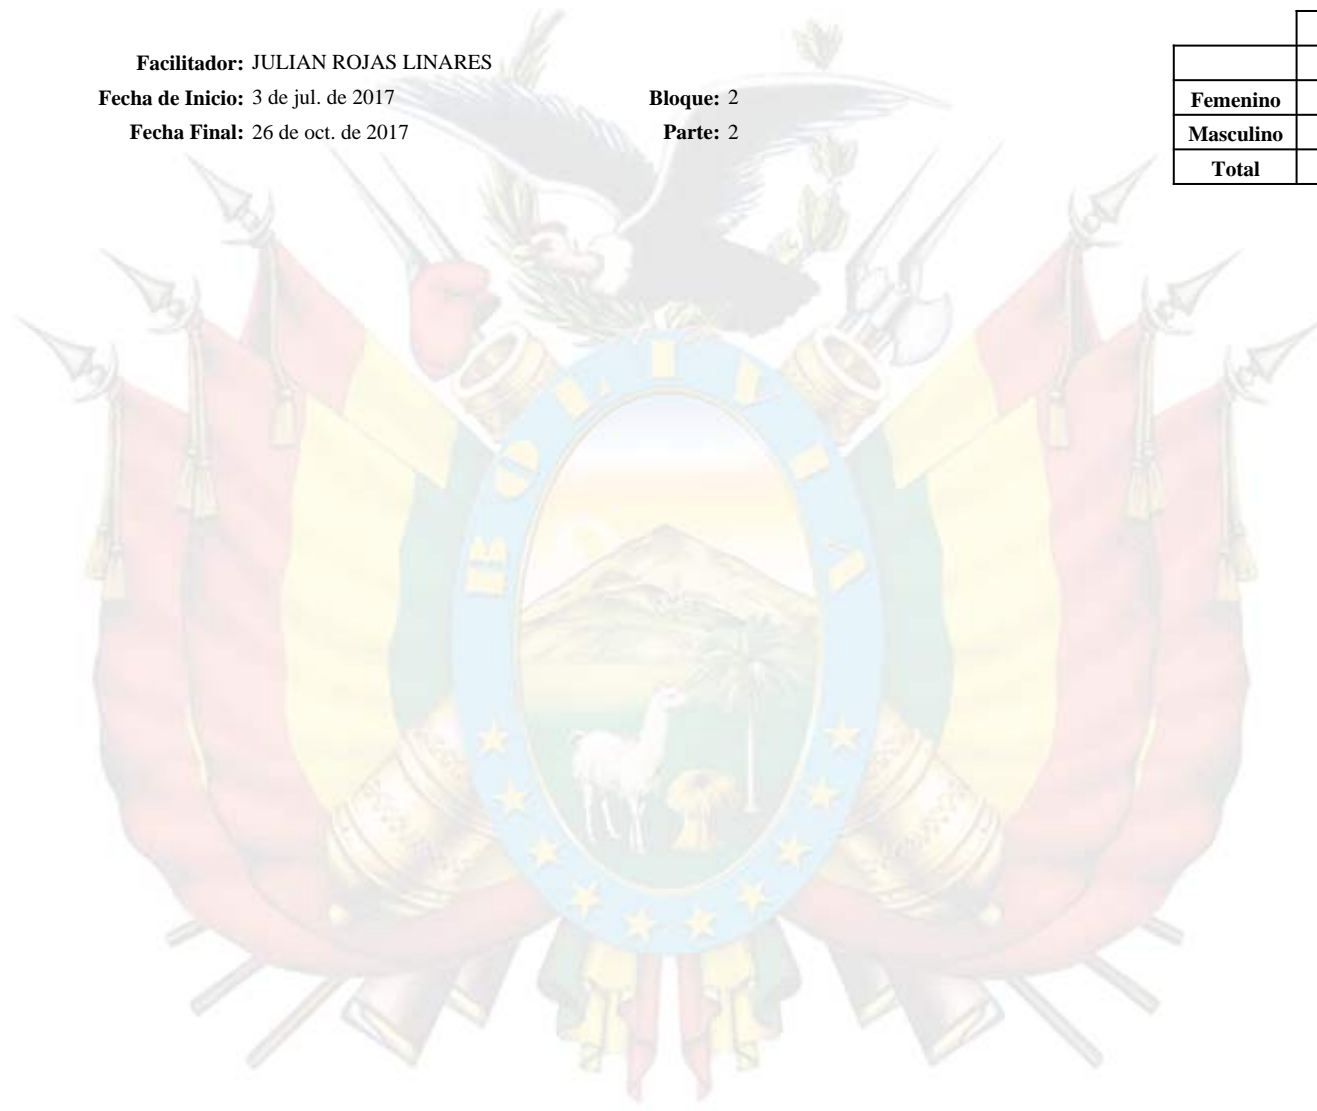 Facilitador: JULIAN ROJAS LINARES
Fecha de Inicio: 3 de jul. de 2017 Bloque: 2
Fecha Final: 26 de oct. de 2017 Parte: 2
Femenino
Masculino
Total
BOLIVIA